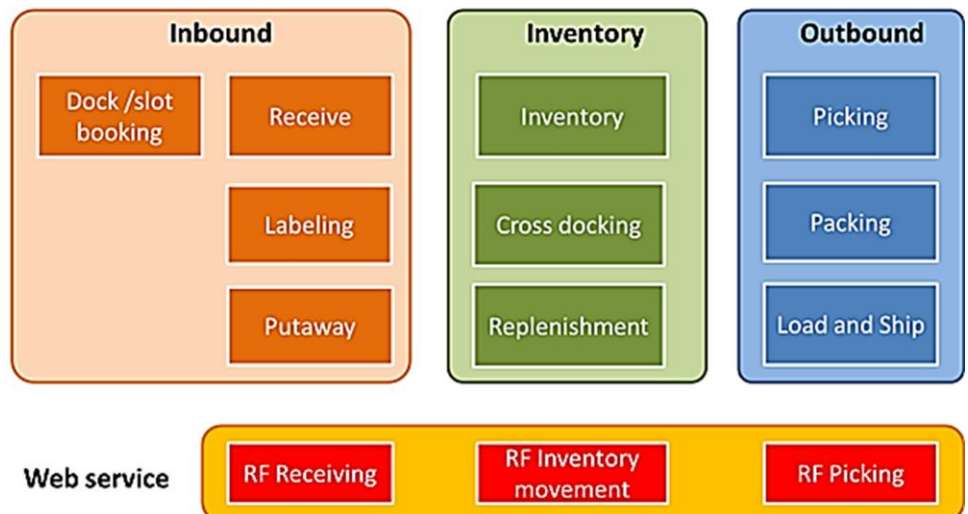 Inbound
Dock /slot
booking
Receive
Labeling
Putaway
Inventory
Inventory
Cross docking
Replenishment
Outbound
Picking
Packing
Load and Ship
Web service
RF Receiving
RF Inventory
movement
RF Picking